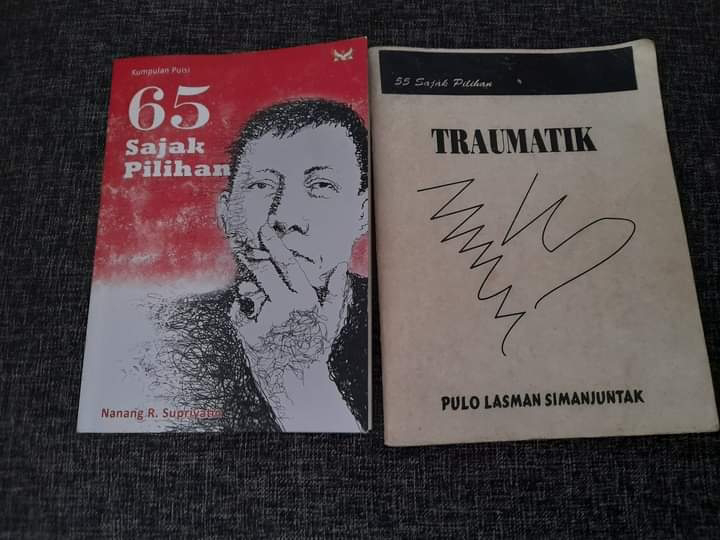 Kumpulan Puisi
65
Sajak
Pilihan
Nanang R. Supriyatin
55 Sajak Pilihan
TRAUMATIK
PULO LASMAN SIMANJUNTAK